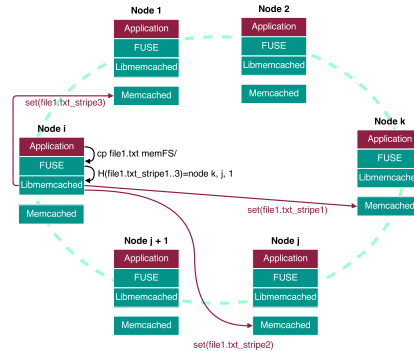 Node 1
Application
FUSE
Libmemcached
Memcached
Node 2
Application
FUSE
Libmemcached
Memcached
set(file1.txt_stripe3)
Node i
Application
FUSE
Libmemcached
Memcached
cp file1.txt memFS/
H(file1.txt_stripe1..3)=node k, j, 1
Node k
Application
FUSE
Libmemcached
Memcached
set(file1.txt_stripe1)
Node j + 1
Application
FUSE
Libmemcached
Memcached
Node j
Application
FUSE
Libmemcached
Memcached
set(file1.txt_stripe2)